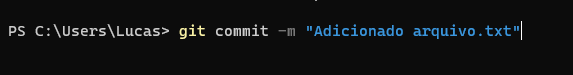 PS C:\Users\Lucas> git commit -m "Adicionado arquivo.txt"